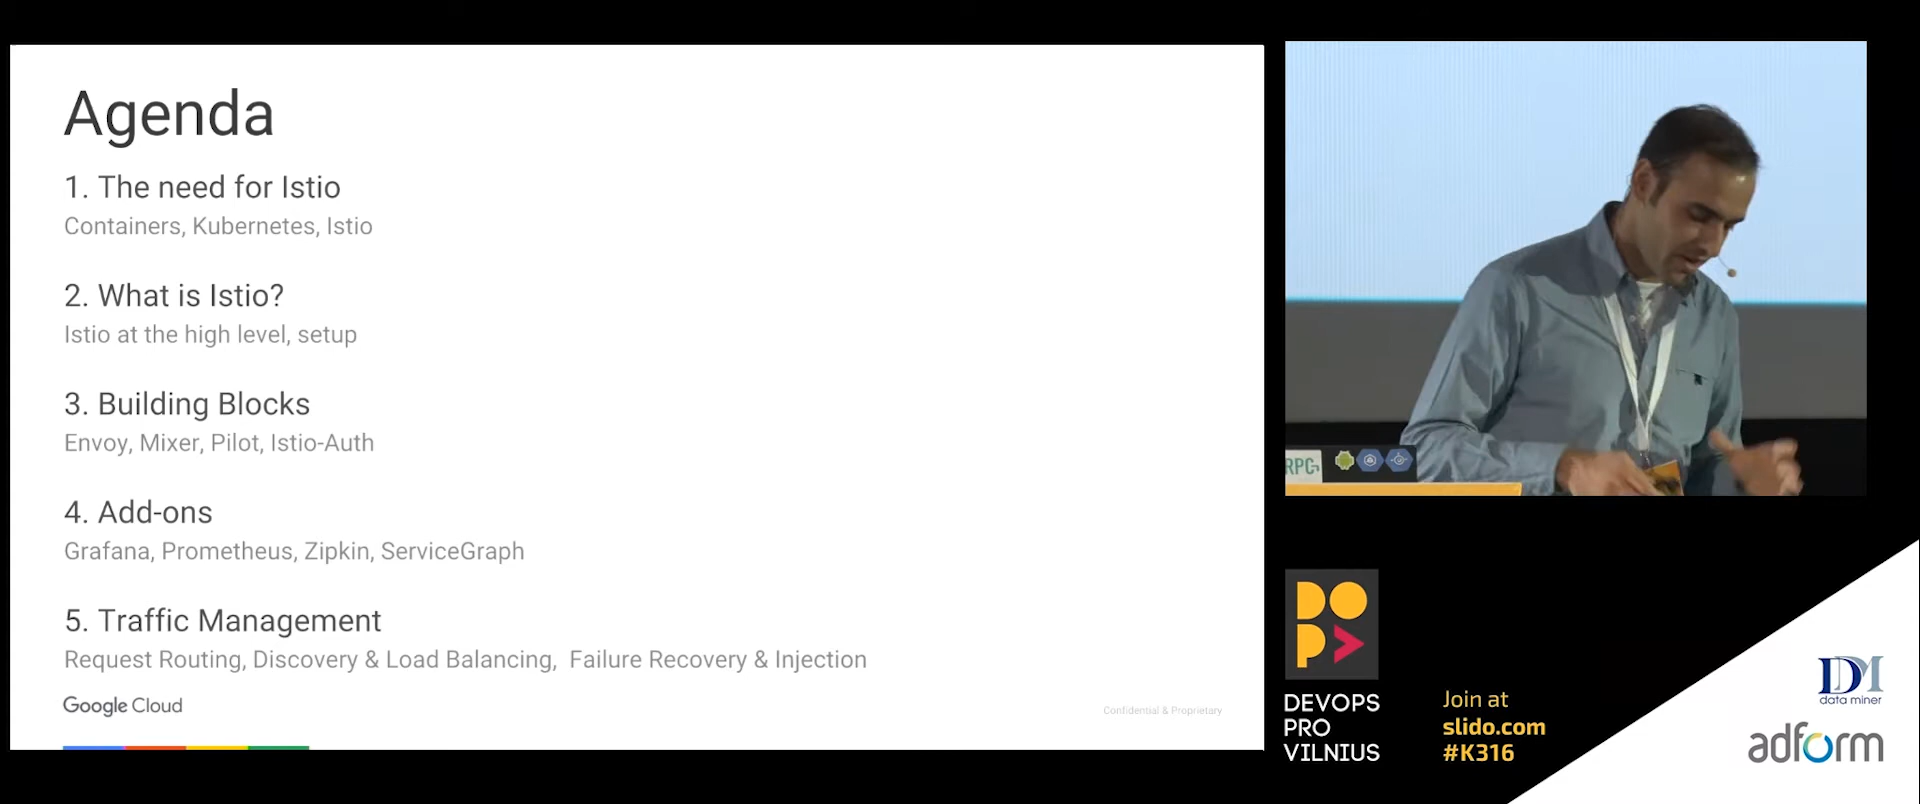 Agenda
1. The need for Istio
Containers, Kubernetes, Istio
2. What is Istio?
Istio at the high level, setup
3. Building Blocks
Envoy, Mixer, Pilot, Istio-Auth
4. Add-ons
Grafana, Prometheus, Zipkin, ServiceGraph
5. Traffic Management
Request Routing, Discovery & Load Balancing,  Failure Recovery & Injection
Google Cloud
Confidential & Proprietary
RPC
DOP>
DEVOPS
PRO
VILNIUS
Join at
slido.com
#K316
DM
data miner
adform